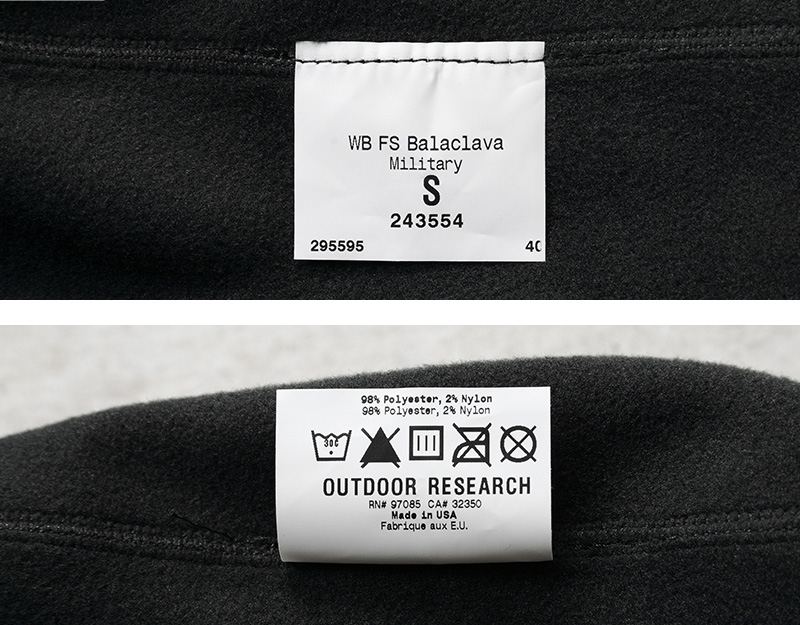 WB FS Balaclava
Military
S
243554
295595 40
98% Polyester, 2% Nylon
98% Polyester, 2% Nylon
30C
OUTDOOR RESEARCH
RN# 97085 CA# 32350
Made in USA
Fabrique aux E.U.